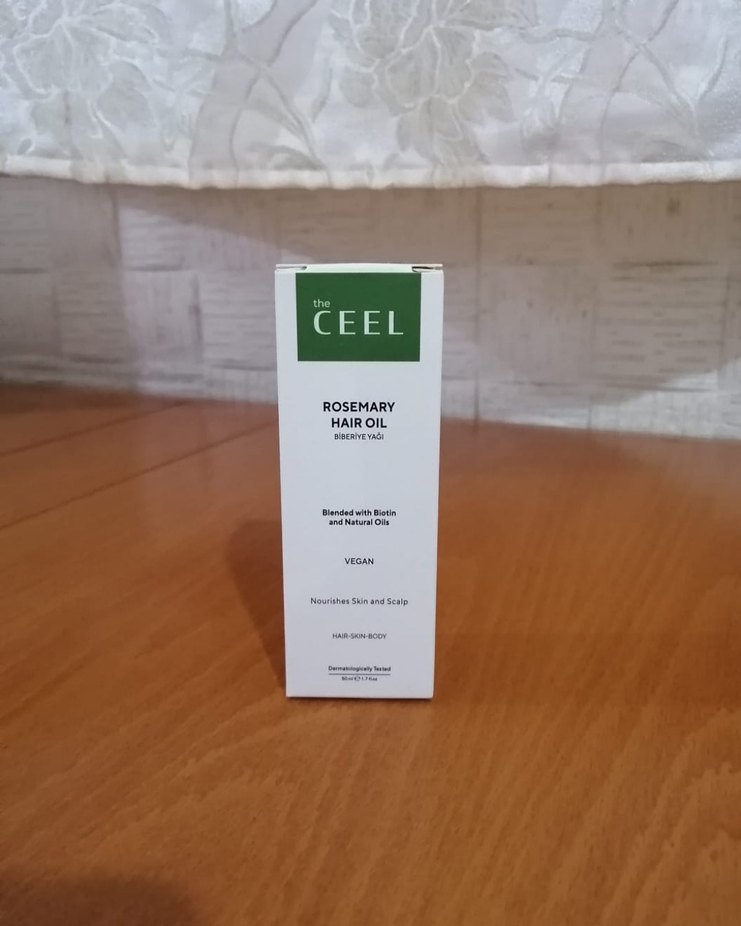 the
CEEL
ROSEMARY
HAIR OIL
BİBERİYE YAĞI
Blended with Biotin
and Natural Oils
VEGAN
Nourishes Skin and Scalp
HAIR-SKIN-BODY
Dermatologically Tested
50 ml ℮ 1.7 fl.oz